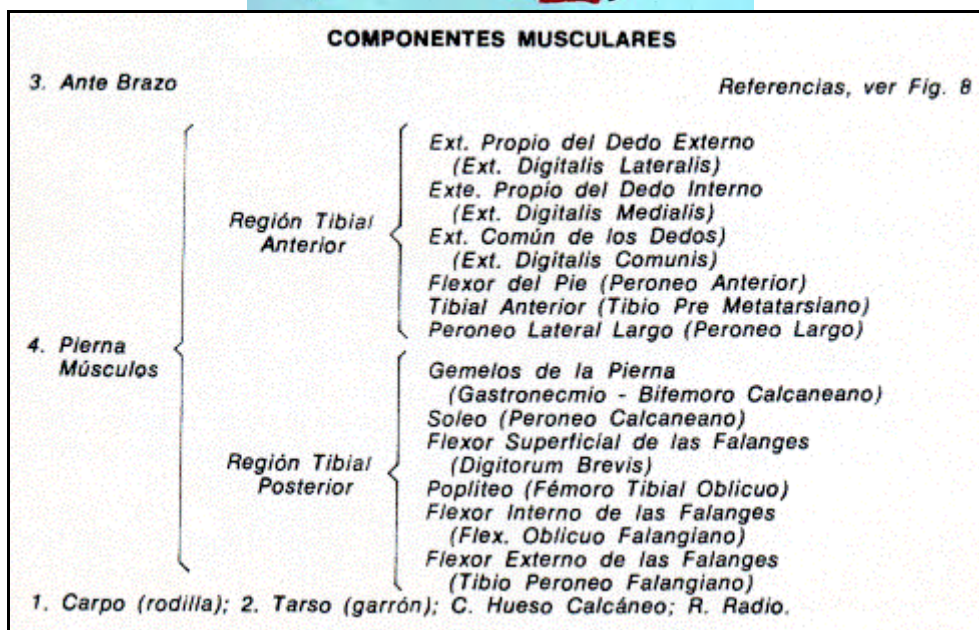 COMPONENTES MUSCULARES
3. Ante Brazo
Referencias, ver Fig. 8
4. Pierna
Músculos
Región Tibial
Anterior
Ext. Propio del Dedo Externo
(Ext. Digitalis Lateralis)
Exte. Propio del Dedo Interno
(Ext. Digitalis Medialis)
Ext. Común de los Dedos)
(Ext. Digitalis Comunis)
Flexor del Pie (Peroneo Anterior)
Tibial Anterior (Tibio Pre Metatarsiano)
Peroneo Lateral Largo (Peroneo Largo)
Región Tibial
Posterior
Gemelos de la Pierna
(Gastronecmio - Bifemoro Calcaneano)
Soleo (Peroneo Calcaneano)
Flexor Superficial de las Falanges
(Digitorum Brevis)
Popliteo (Fémoro Tibial Oblicuo)
Flexor Interno de las Falanges
(Flex. Oblicuo Falangiano)
Flexor Externo de las Falanges
(Tibio Peroneo Falangiano)
1. Carpo (rodilla); 2. Tarso (garrón); C. Hueso Calcáneo; R. Radio.